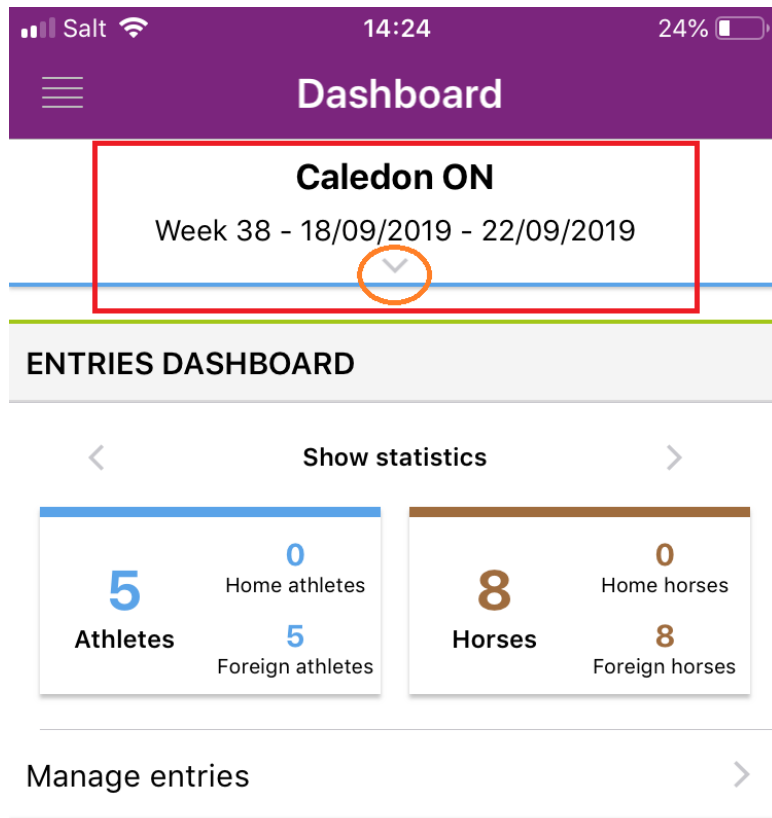 Salt 14:24 24%
Dashboard
Caledon ON
Week 38 - 18/09/2019 - 22/09/2019
ENTRIES DASHBOARD
Show statistics
5
Athletes
0
Home athletes
5
Foreign athletes
8
Horses
0
Home horses
8
Foreign horses
Manage entries